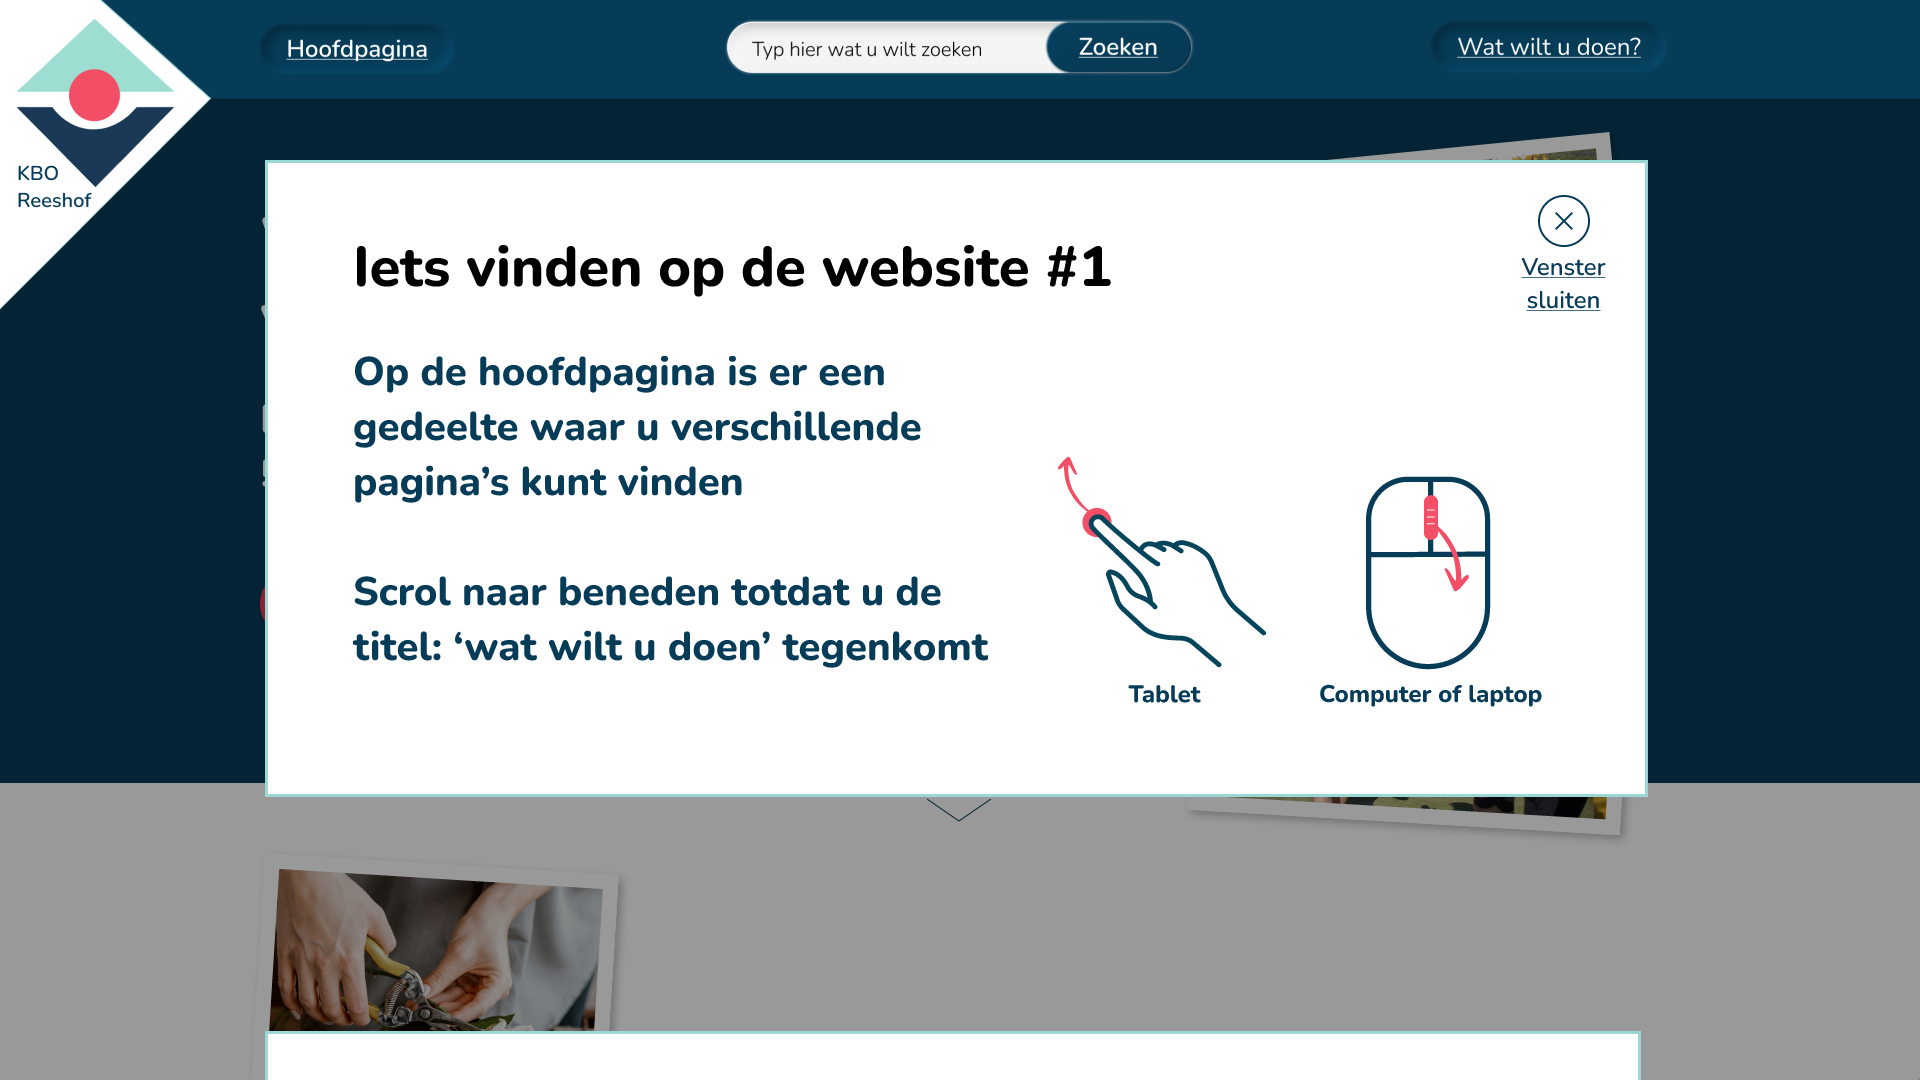 Hoofdpagina
Typ hier wat u wilt zoeken
Zoeken
Wat wilt u doen?
KBO
Reeshof
Iets vinden op de website #1
Venster
sluiten
Op de hoofdpagina is er een
gedeelte waar u verschillende
pagina’s kunt vinden
Scrol naar beneden totdat u de
titel: ‘wat wilt u doen’ tegenkomt
Tablet
Computer of laptop